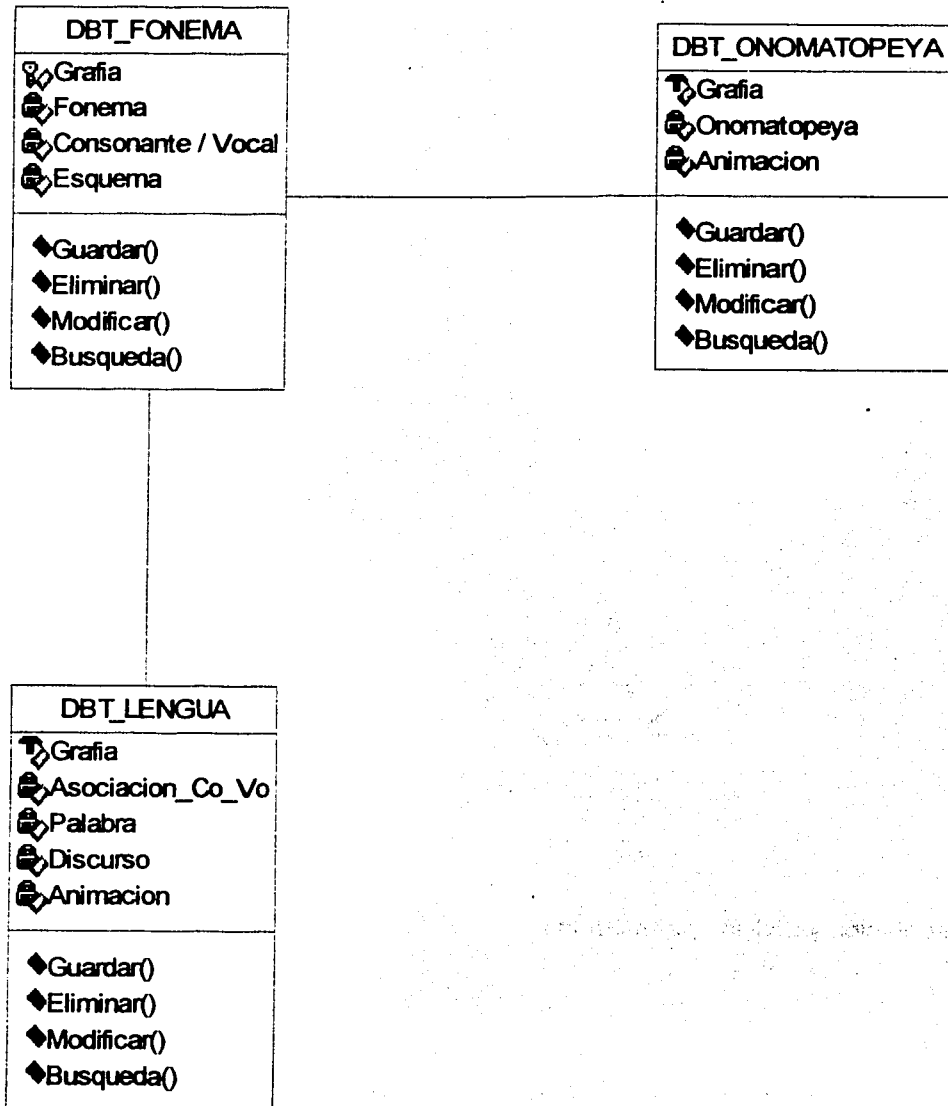 DBT_FONEMA
Grafia
Fonema
Consonante / Vocal
Esquema
Guardar()
Eliminar()
Modificar()
Busqueda()
DBT_ONOMATOPEYA
Grafia
Onomatopeya
Animacion
Guardar()
Eliminar()
Modificar()
Busqueda()
DBT_LENGUA
Grafia
Asociacion_Co_Vo
Palabra
Discurso
Animacion
Guardar()
Eliminar()
Modificar()
Busqueda()